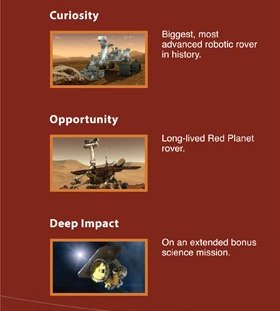 Curiosity
Biggest, most
advanced robotic rover
in history.
Opportunity
Long-lived Red Planet
rover.
Deep Impact
On an extended bonus
science mission.